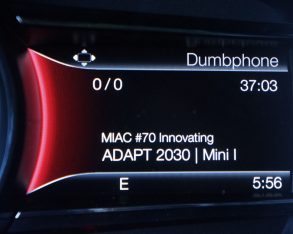 Dumbphone
0/0 37:03
MIAC #70 Innovating
ADAPT 2030 | Mini I
E 5:56